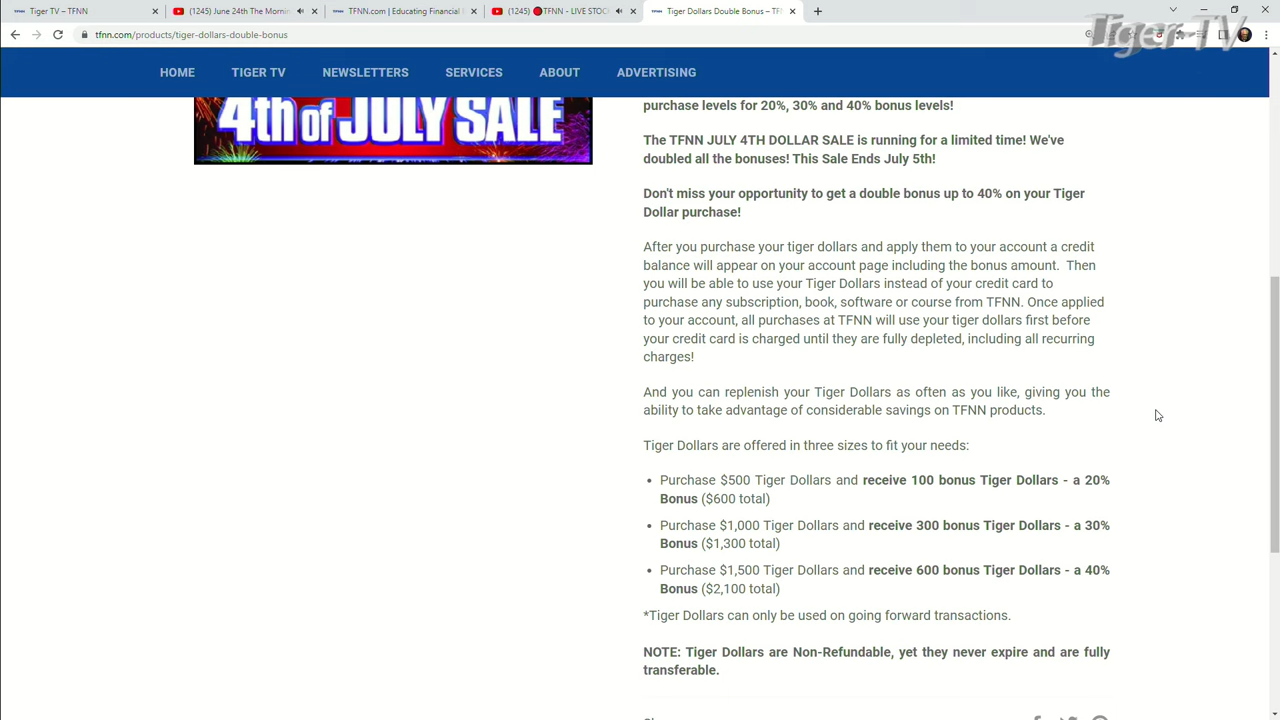 Tiger TV – TFNN
(1245) June 24th The Mornin
TFNN.com | Educating Financial
(1245) 🔴TFNN - LIVE STOCK
Tiger Dollars Double Bonus – TFN
tfnn.com/products/tiger-dollars-double-bonus
Tiger TV
HOME TIGER TV NEWSLETTERS SERVICES ABOUT ADVERTISING
4th of JULY SALE
purchase levels for 20%, 30% and 40% bonus levels!
The TFNN JULY 4TH DOLLAR SALE is running for a limited time! We've
doubled all the bonuses! This Sale Ends July 5th!
Don't miss your opportunity to get a double bonus up to 40% on your Tiger
Dollar purchase!
After you purchase your tiger dollars and apply them to your account a credit
balance will appear on your account page including the bonus amount.  Then
you will be able to use your Tiger Dollars instead of your credit card to
purchase any subscription, book, software or course from TFNN. Once applied
to your account, all purchases at TFNN will use your tiger dollars first before
your credit card is charged until they are fully depleted, including all recurring
charges!
And you can replenish your Tiger Dollars as often as you like, giving you the
ability to take advantage of considerable savings on TFNN products.
Tiger Dollars are offered in three sizes to fit your needs:
• Purchase $500 Tiger Dollars and receive 100 bonus Tiger Dollars - a 20%
Bonus ($600 total)
• Purchase $1,000 Tiger Dollars and receive 300 bonus Tiger Dollars - a 30%
Bonus ($1,300 total)
• Purchase $1,500 Tiger Dollars and receive 600 bonus Tiger Dollars - a 40%
Bonus ($2,100 total)
*Tiger Dollars can only be used on going forward transactions.
NOTE: Tiger Dollars are Non-Refundable, yet they never expire and are fully
transferable.